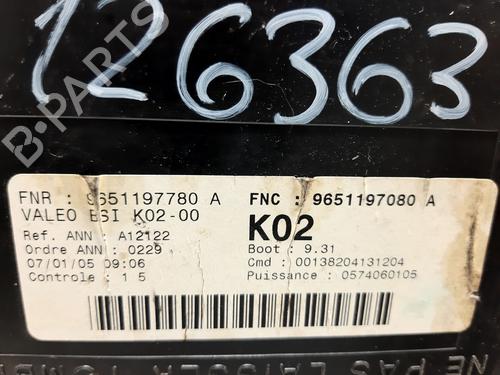 126363
B-PARTS
FNR : 9651197780 A
FNC : 9651197080 A
VALEO BSI K02-00
K02
Ref. ANN : A12122
Ordre ANN : 0229
Boot : 9.31
07/01/05 09:06
Cmd : 00138204131204
Controle : 1 5
Puissance : 0574060105
NE PAS LAISSER TOMB